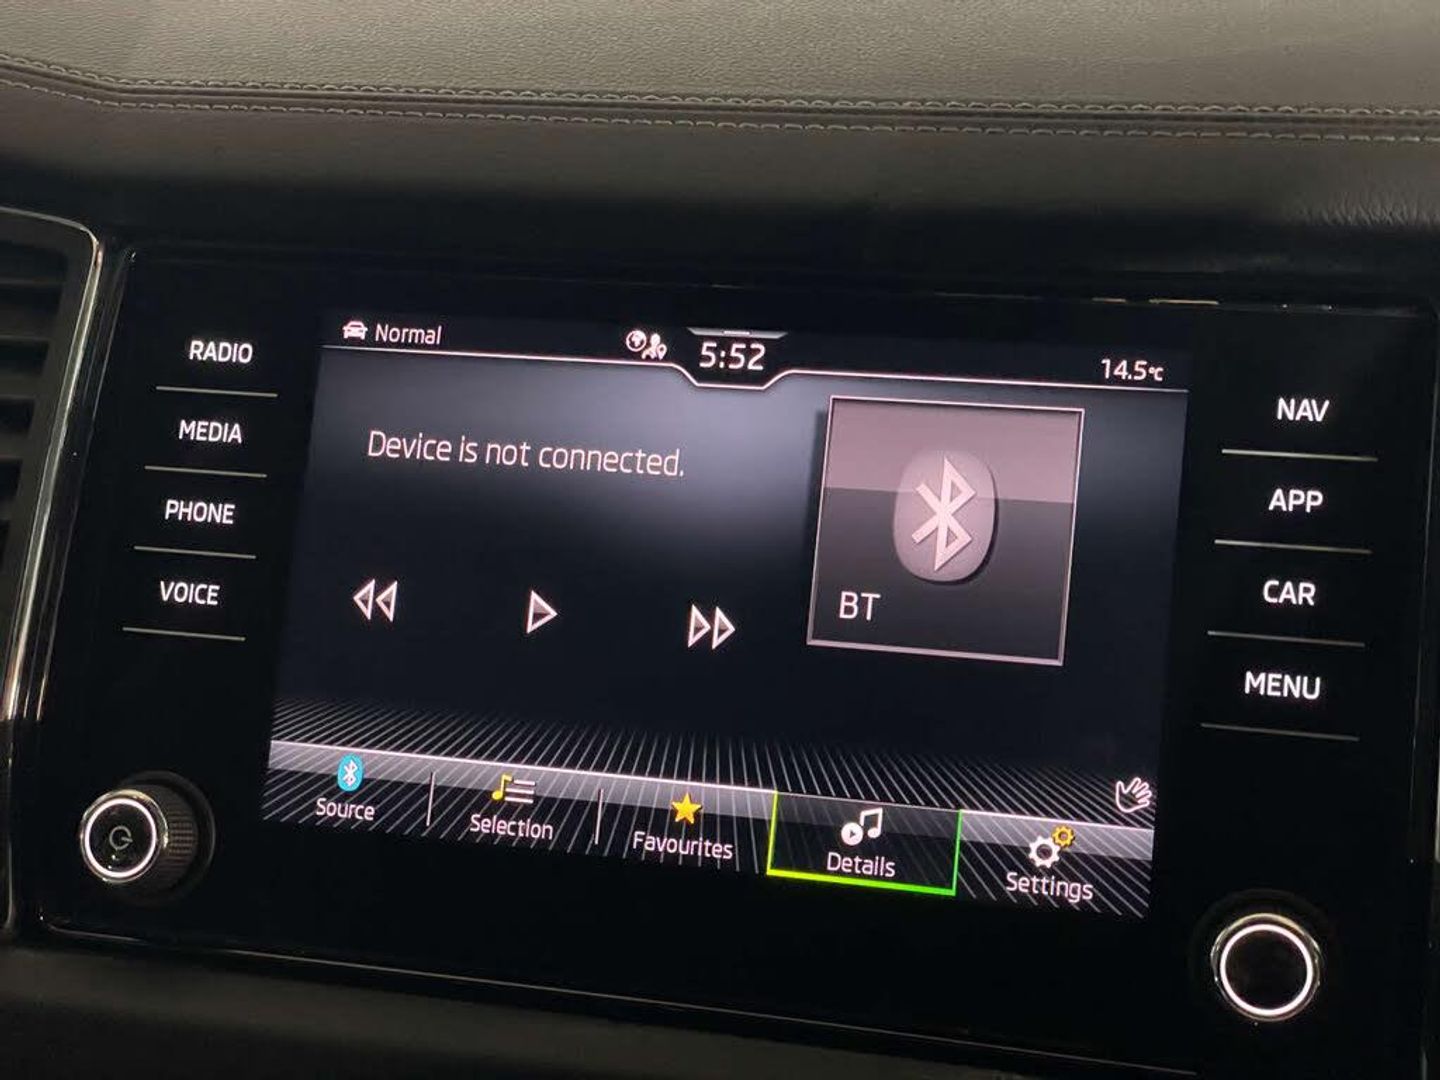 Normal
5:52
14.5°C
RADIO
MEDIA
PHONE
VOICE
Device is not connected.
BT
NAV
APP
CAR
MENU
Source
Selection
Favourites
Details
Settings